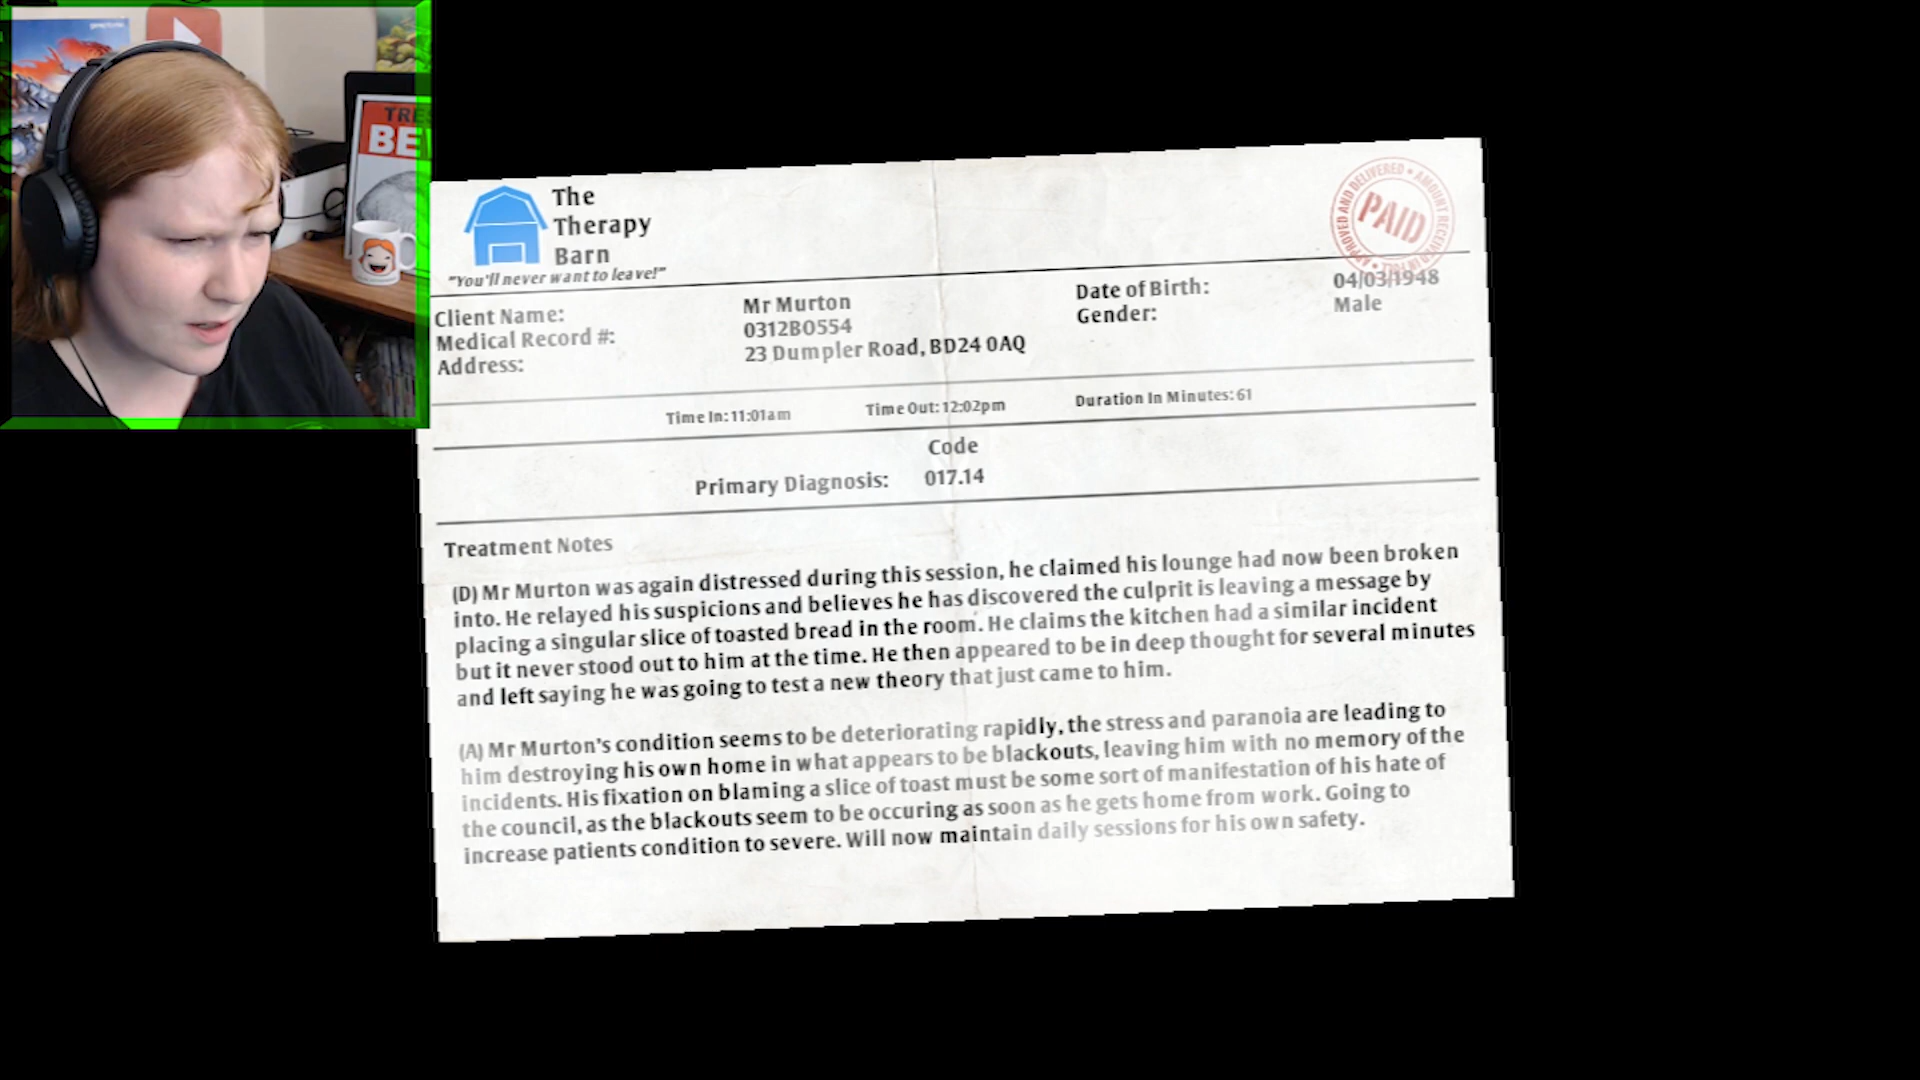 TRES
BE
The
Therapy
Barn
"You'll never want to leave!"
APPROVED AND DELIVERED • AMOUNT RECEIVED IN FULL •
PAID
Client Name: Mr Murton Date of Birth: 04/03/1948
Medical Record #: 0312BO554 Gender: Male
Address: 23 Dumpler Road, BD24 0AQ
Time In: 11:01am Time Out: 12:02pm Duration In Minutes: 61
Code
Primary Diagnosis: 017.14
Treatment Notes
(D) Mr Murton was again distressed during this session, he claimed his lounge had now been broken
into. He relayed his suspicions and believes he has discovered the culprit is leaving a message by
placing a singular slice of toasted bread in the room. He claims the kitchen had a similar incident
but it never stood out to him at the time. He then appeared to be in deep thought for several minutes
and left saying he was going to test a new theory that just came to him.
(A) Mr Murton's condition seems to be deteriorating rapidly, the stress and paranoia are leading to
him destroying his own home in what appears to be blackouts, leaving him with no memory of the
incidents. His fixation on blaming a slice of toast must be some sort of manifestation of his hate of
the council, as the blackouts seem to be occuring as soon as he gets home from work. Going to
increase patients condition to severe. Will now maintain daily sessions for his own safety.